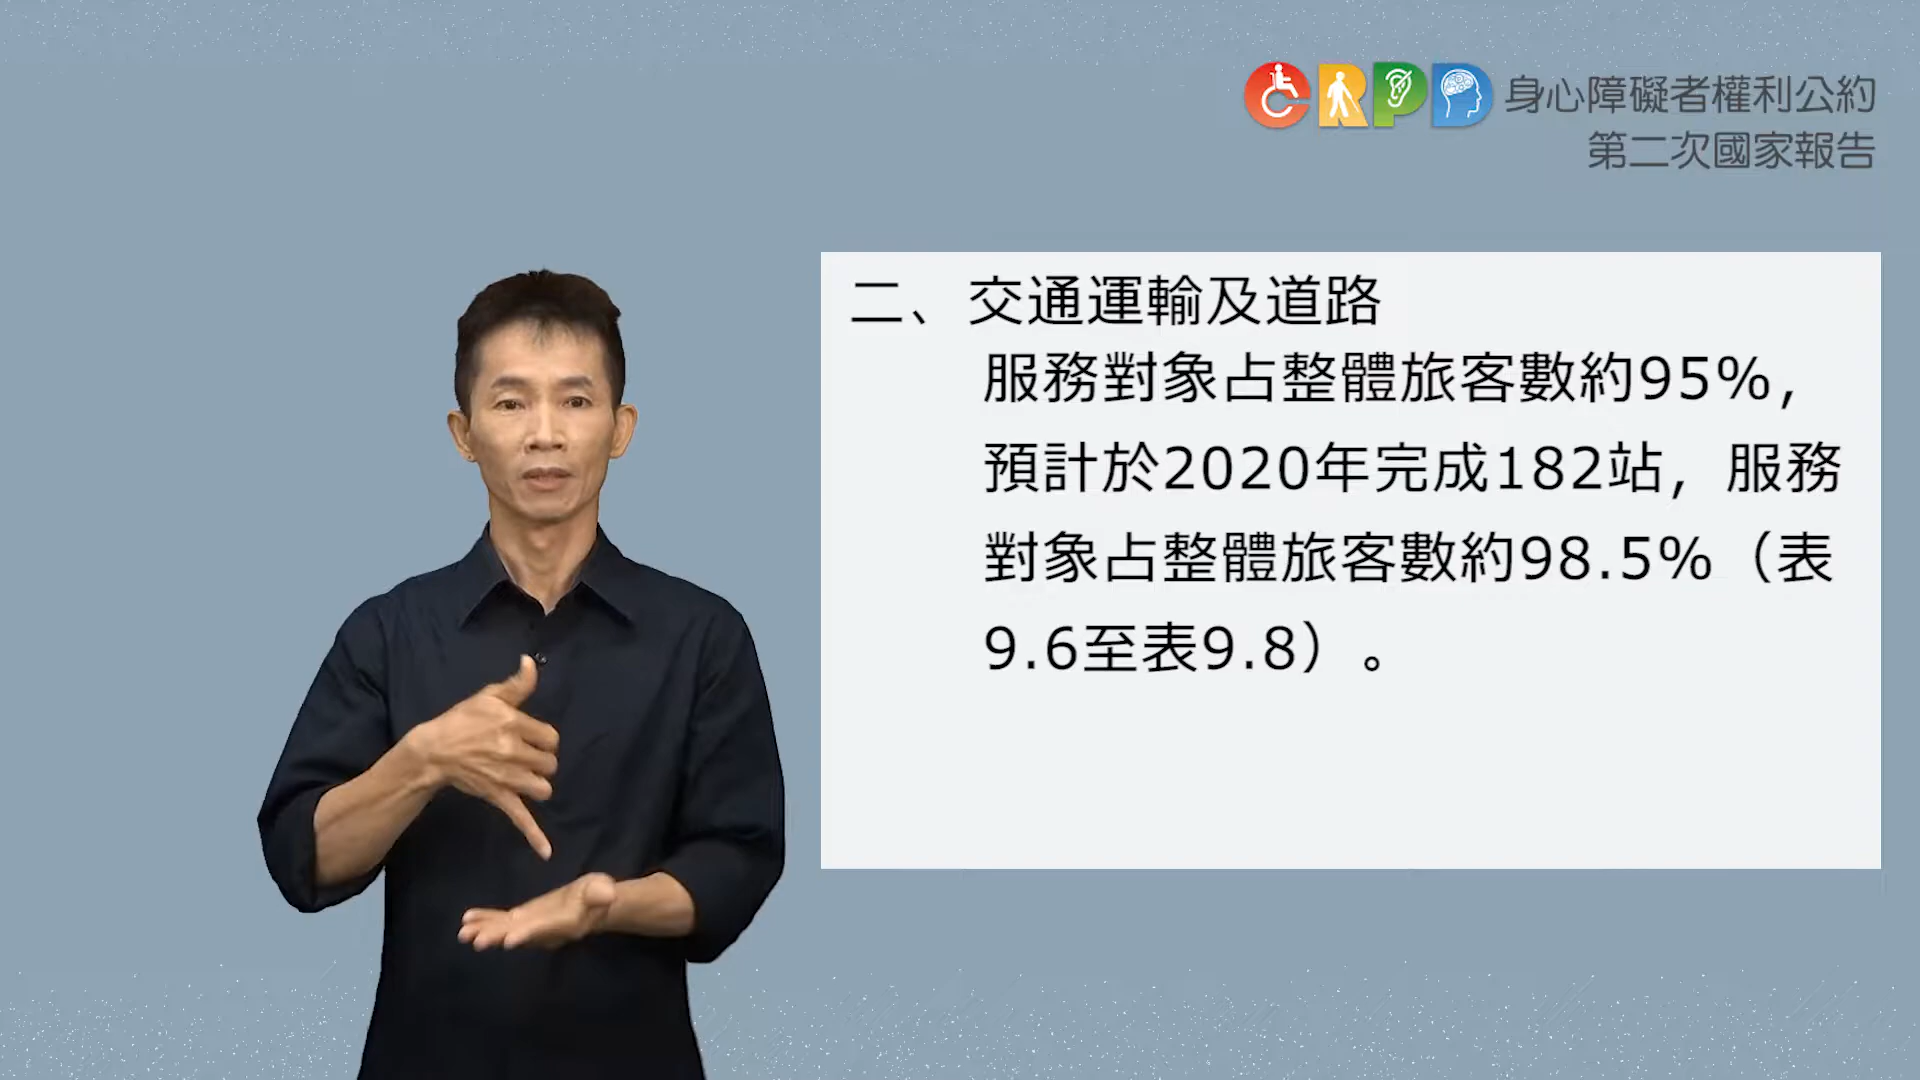 CRPD 身心障礙者權利公約
第二次國家報告
二、交通運輸及道路
服務對象占整體旅客數約95%，
預計於2020年完成182站，服務
對象占整體旅客數約98.5%（表
9.6至表9.8）。